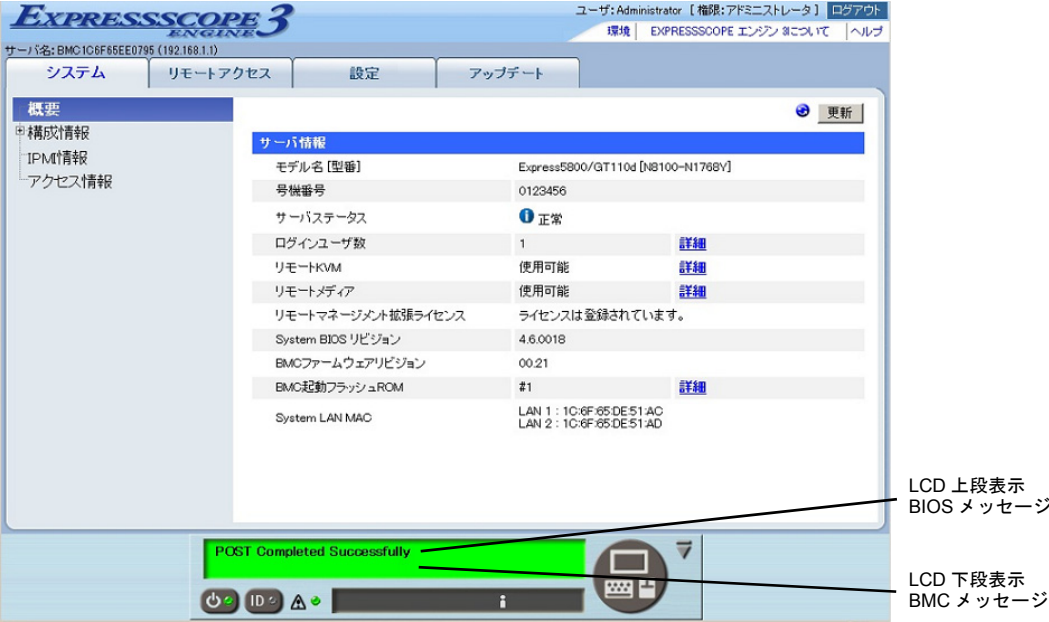 EXPRESSSCOPE 3
ENGINE
ユーザ: Administrator [ 権限: アドミニストレータ ] ログアウト
環境 EXPRESSSCOPE エンジン 3について ヘルプ
サーバ名: BMC1C6F65EE0795 (192.168.1.1)
システム リモートアクセス 設定 アップデート
概要
構成情報
IPMI情報
アクセス情報
更新
サーバ情報
モデル名 [型番] Express5800/GT110d [N8100-N1768Y]
号機番号 0123456
サーバステータス 正常
ログインユーザ数 1 詳細
リモートKVM 使用可能 詳細
リモートメディア 使用可能 詳細
リモートマネージメント拡張ライセンス ライセンスは登録されています。
System BIOS リビジョン 4.6.0018
BMCファームウェアリビジョン 00.21
BMC起動フラッシュROM #1 詳細
System LAN MAC LAN 1 : 1C:6F:65:DE:51:AC
LAN 2 : 1C:6F:65:DE:51:AD
LCD 上段表示
BIOS メッセージ
POST Completed Successfully
LCD 下段表示
BMC メッセージ
ID